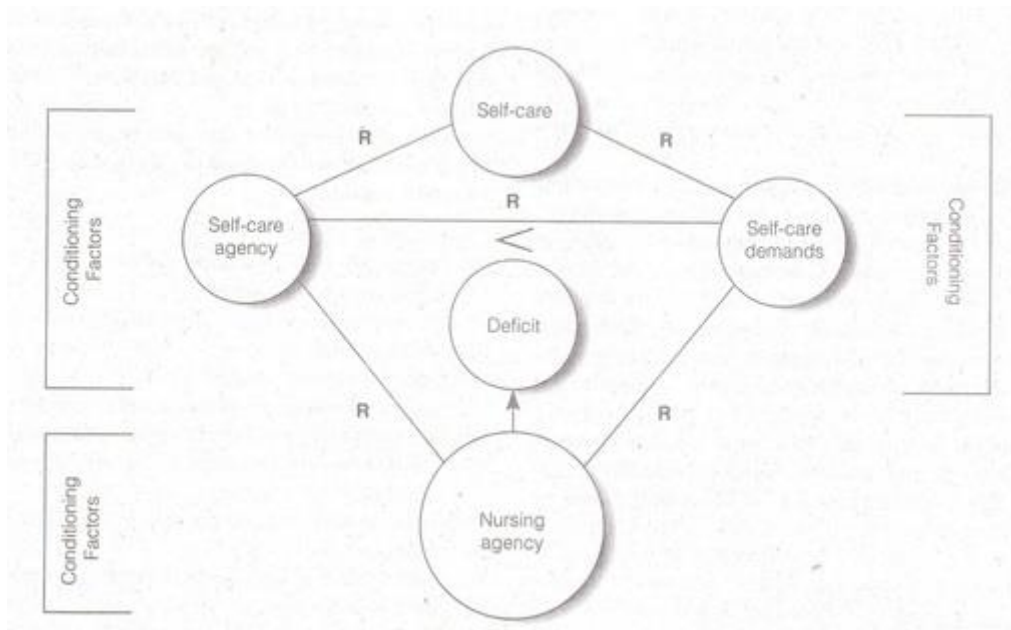 Self-care
R
R
R
Self-care
agency
<
Self-care
demands
Deficit
R
R
Nursing
agency
Conditioning
Factors
Conditioning
Factors
Conditioning
Factors